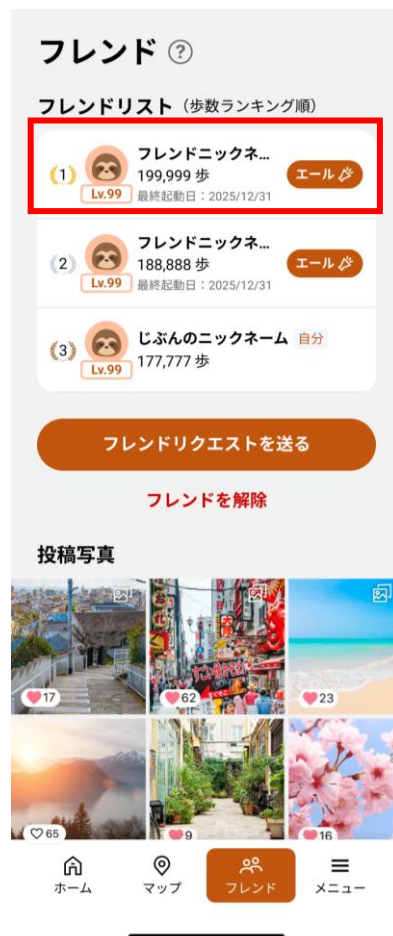 フレンド ?
フレンドリスト（歩数ランキング順）
1
フレンドニックネ...
199,999 歩
Lv.99
最終起動日：2025/12/31
エール
2
フレンドニックネ...
188,888 歩
Lv.99
最終起動日：2025/12/31
エール
3
じぶんのニックネーム 自分
177,777 歩
Lv.99
フレンドリクエストを送る
フレンドを解除
投稿写真
17
62
23
65
9
16
ホーム
マップ
フレンド
メニュー